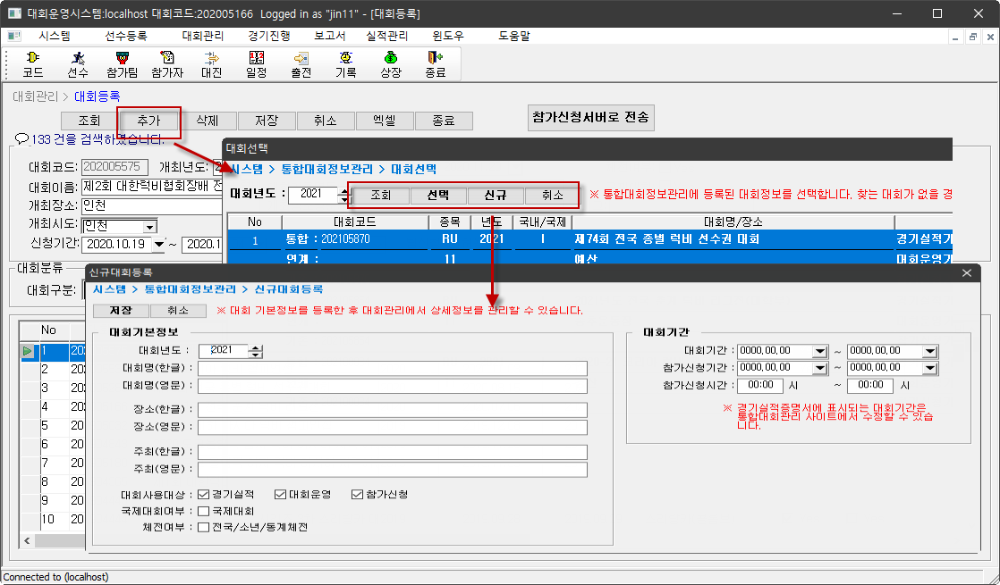 대회운영시스템:localhost 대회코드:202005166 Logged in as "jin11" - [대회등록]
시스템 선수등록 대회관리 경기진행 보고서 실적관리 윈도우 도움말
코드 선수 참가팀 참가자 대진 일정 출전 기록 상장 종료
대회관리 > 대회등록
조회 추가 삭제 저장 취소 엑셀 종료 참가신청서버로 전송
133 건을 검색하였습니다.
대회코드: 202005575 개최년도:
대회이름: 제2회 대한럭비협회장배 전
개최장소: 인천
개최시도: 인천
신청기간: 2020.10.19 ~ 2020.1
대회분류
대회구분:
No
1 20
2 20
3 20
4 20
5 20
6 20
7 20
8 20
9 20
10 20
대회선택
시스템 > 통합대회정보관리 > 대회선택
대회년도 : 2021 조회 선택 신규 취소 ※ 통합대회정보관리에 등록된 대회정보를 선택합니다. 찾는 대회가 없을 경
No 대회코드 종목 년도 국내/국제 대회명/장소
1 통합 : 202105870 RU 2021 I 제74회 전국 종별 럭비 선수권 대회 경기실적기
연계 : 11 예산 대회운영기
신규대회등록
시스템 > 통합대회정보관리 > 신규대회등록
저장 취소 ※ 대회 기본정보를 등록한 후 대회관리에서 상세정보를 관리할 수 있습니다.
대회기본정보
대회년도 : 2021
대회명(한글) :
대회명(영문) :
장소(한글) :
장소(영문) :
주최(한글) :
주최(영문) :
대회사용대상 : 경기실적 대회운영 참가신청
국제대회여부 : 국제대회
체전여부 : 전국/소년/동계체전
대회기간
대회기간 : 0000.00.00 ~ 0000.00.00
참가신청기간 : 0000.00.00 ~ 0000.00.00
참가신청시간 : 00:00 시 ~ 00:00 시
※ 경기실적증명서에 표시되는 대회기간은
통합대회관리 사이트에서 수정할 수 있습
니다.
Connected to (localhost)